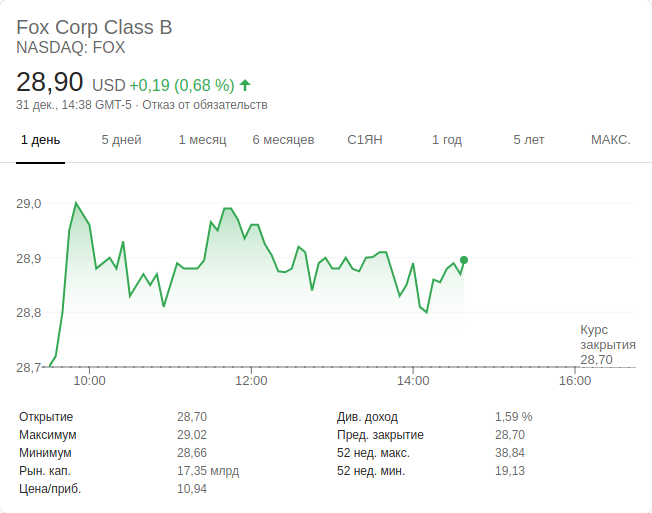 Fox Corp Class B
NASDAQ: FOX
28,90 USD +0,19 (0,68 %)
31 дек., 14:38 GMT-5 · Отказ от обязательств
1 день 5 дней 1 месяц 6 месяцев С1ЯН 1 год 5 лет МАКС.
29,0
28,9
28,8
28,7
Курс
закрытия
28,70
10:00 12:00 14:00 16:00
Открытие 28,70 Див. доход 1,59 %
Максимум 29,02 Пред. закрытие 28,70
Минимум 28,66 52 нед. макс. 38,84
Рын. кап. 17,35 млрд 52 нед. мин. 19,13
Цена/приб. 10,94